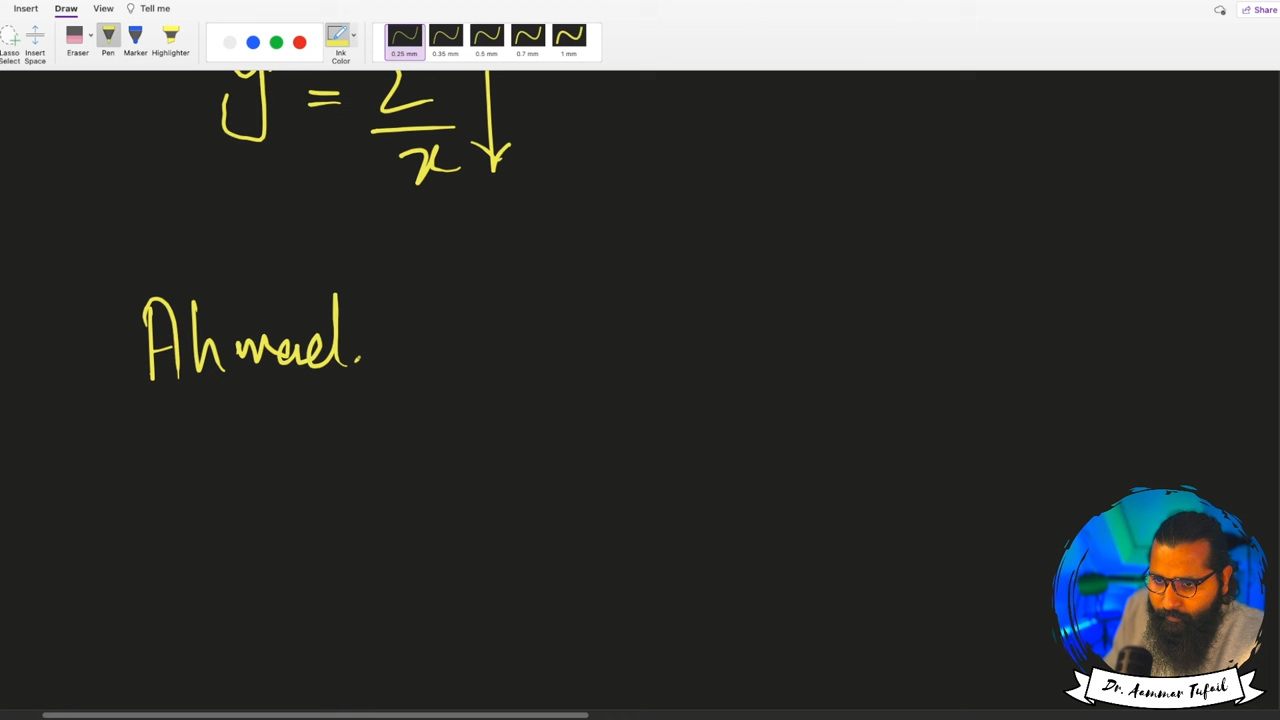 Insert Draw View Tell me
Share
Lasso Select
Insert Space
Eraser
Pen
Marker
Highlighter
Ink Color
0.25 mm
0.35 mm
0.5 mm
0.7 mm
1 mm
y = 2
x
Ahmad.
Dr. Aammar Tufail